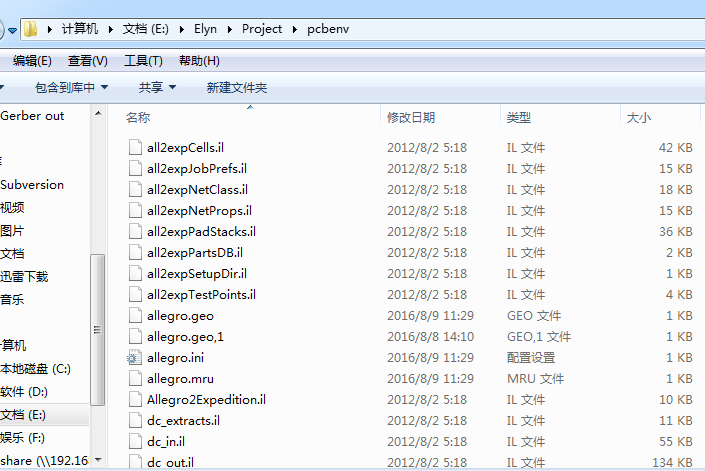 计算机 文档 (E:) Elyn Project pcbenv
编辑(E) 查看(V) 工具(T) 帮助(H)
包含到库中 共享 新建文件夹
Gerber out
Subversion
视频
图片
文档
迅雷下载
音乐
计算机
本地磁盘 (C:)
软件 (D:)
文档 (E:)
娱乐 (F:)
share (\\192.16
名称 修改日期 类型 大小
all2expCells.il 2012/8/2 5:18 IL 文件 42 KB
all2expJobPrefs.il 2012/8/2 5:18 IL 文件 15 KB
all2expNetClass.il 2012/8/2 5:18 IL 文件 18 KB
all2expNetProps.il 2012/8/2 5:18 IL 文件 15 KB
all2expPadStacks.il 2012/8/2 5:18 IL 文件 36 KB
all2expPartsDB.il 2012/8/2 5:18 IL 文件 2 KB
all2expSetupDir.il 2012/8/2 5:18 IL 文件 1 KB
all2expTestPoints.il 2012/8/2 5:18 IL 文件 4 KB
allegro.geo 2016/8/9 11:29 GEO 文件 1 KB
allegro.geo,1 2016/8/8 14:10 GEO,1 文件 1 KB
allegro.ini 2016/8/9 11:29 配置设置 1 KB
allegro.mru 2016/8/9 11:29 MRU 文件 1 KB
Allegro2Expedition.il 2012/8/2 5:18 IL 文件 10 KB
dc_extracts.il 2012/8/2 5:18 IL 文件 11 KB
dc_in.il 2012/8/2 5:18 IL 文件 55 KB
dc_out.il 2012/8/2 5:18 IL 文件 134 KB